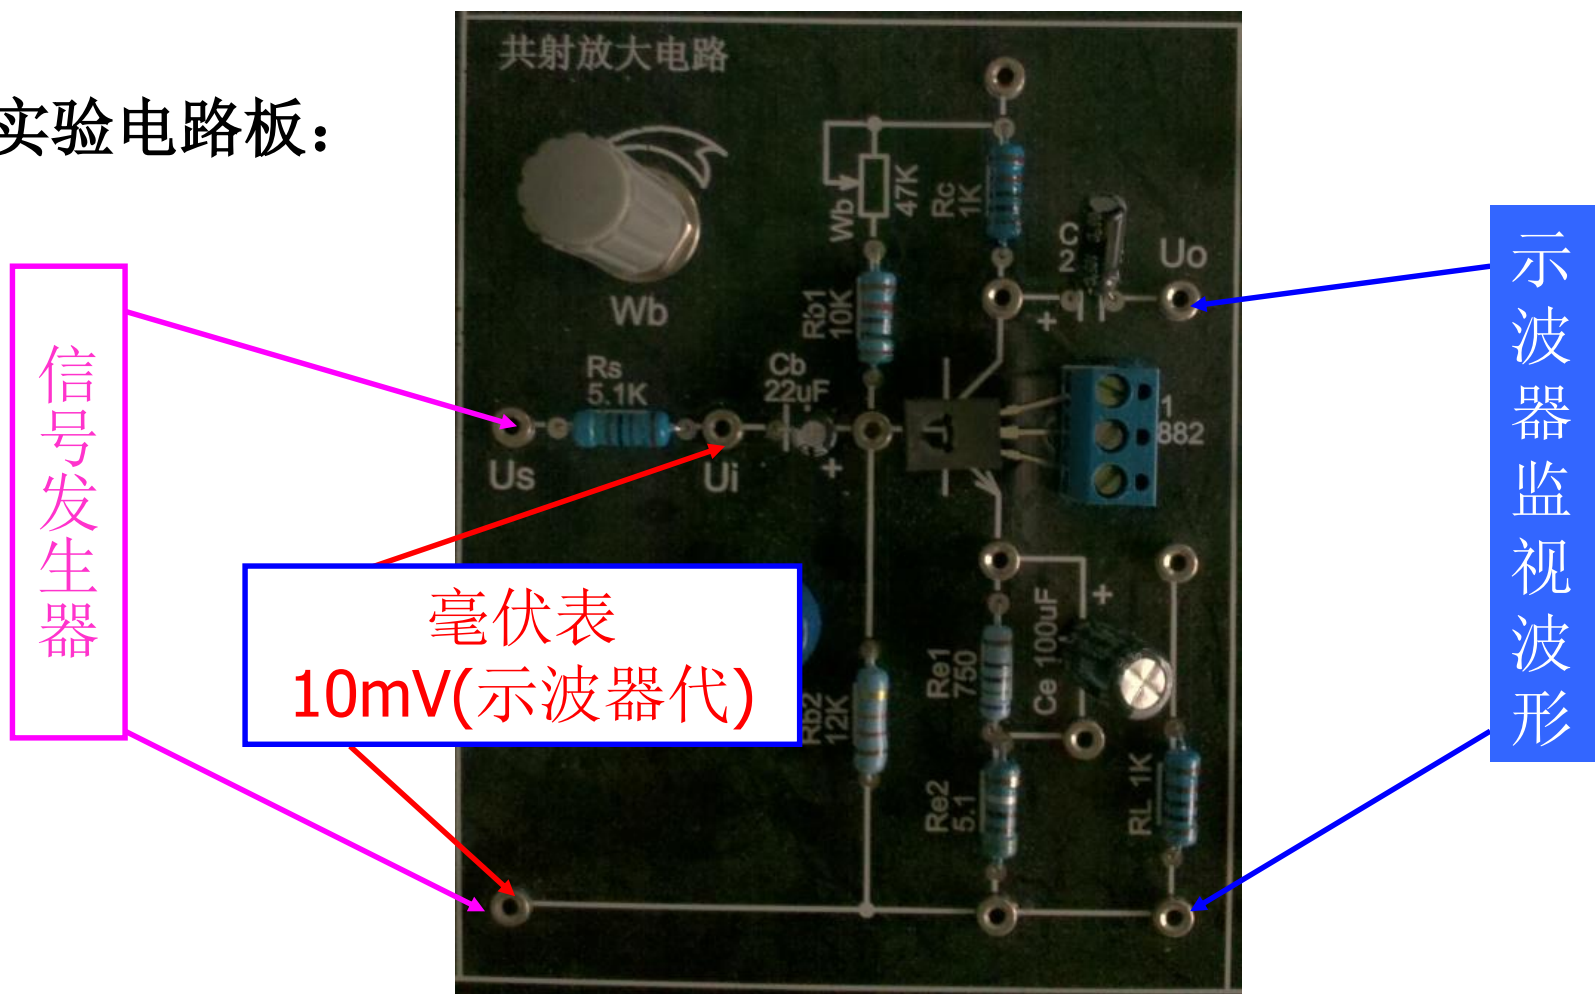 实验电路板：
共射放大电路
Wb
47K
Rc
1K
Wb
C
2
Uo
Rb1
10K
Rs
5.1K
Cb
22uF
+
+
1
882
Us
Ui
信号发生器
示波器监视波形
毫伏表
10mV(示波器代)
Rb2
12K
Re1
750
Ce 100uF
+
Re2
5.1
RL 1K